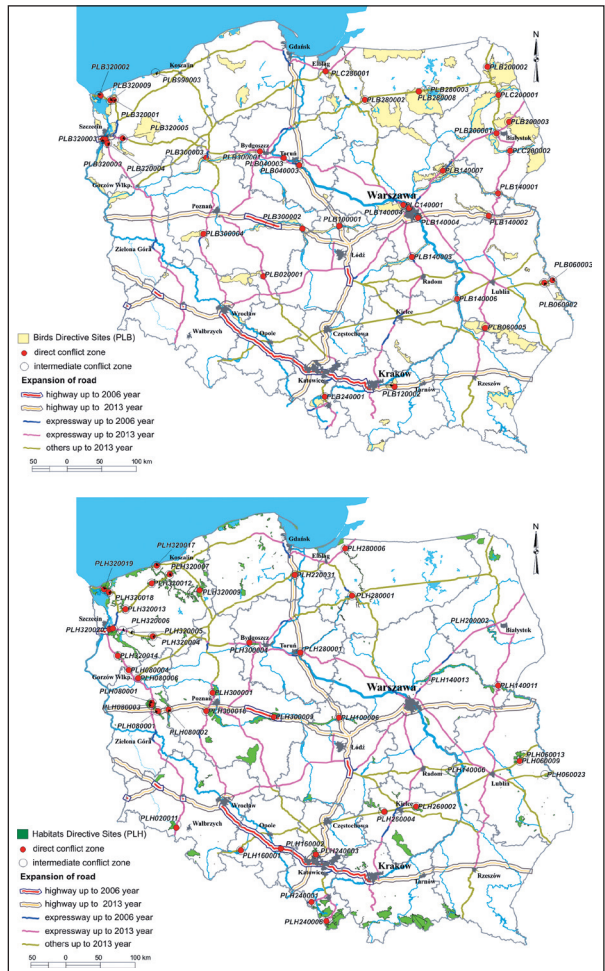 PLB320002
Koszalin
PLB320009
PLB990003
Gdańsk
N
Elbląg
PLC280001
PLB200002
PLB320001
PLB280003
PLB280008
PLC200001
PLB280002
Szczecin
PLB320005
PLB200003
PLB200001
Białystok
PLB320003
Bydgoszcz
PLB300003
PLB300001
Toruń
PLB040003
PLB040003
PLC200002
PLB320003
PLB320004
PLB140007
Gorzów Wlkp.
PLB140001
Warszawa
Poznań
PLC140001
PLB300002
PLB100001
PLB140004
PLB140004
PLB140002
PLB300004
Zielona Góra
Łódź
PLB140003
PLB020001
Radom
PLB060003
Lublin
PLB140006
PLB060002
Wrocław
Kielce
Wałbrzych
Opole
Częstochowa
PLB060005
Katowice
Kraków
Rzeszów
Tarnów
PLB120002
PLB240001
Birds Directive Sites (PLB)
direct conflict zone
intermediate conflict zone
Expansion of road
highway up to 2006 year
highway up to 2013 year
expressway up to 2006 year
expressway up to 2013 year
others up to 2013 year
50 0 50 100 km
N
Gdańsk
PLH320017
Koszalin
Elbląg
PLH280006
PLH320019
PLH320007
PLH220031
PLH320012
PLH320009
PLH320018
PLH280001
PLH320013
Szczecin
PLH320006
PLH200002
Białystok
PLH320020
PLH320005
PLH320004
Bydgoszcz
Toruń
PLH300004
PLH280001
PLH320014
PLH080004
Gorzów Wlkp.
PLH080006
PLH140013
PLH140011
PLH080001
Poznań
PLH300001
Warszawa
PLH080003
PLH300010
PLH300009
PLH100006
PLH080001
PLH080002
Zielona Góra
Łódź
PLH060013
PLH060009
Radom
PLH140006
PLH060023
Lublin
Wrocław
Kielce
PLH260002
PLH260004
PLH020011
Wałbrzych
Opole
Częstochowa
PLH160002
PLH160001
PLH240003
Katowice
Kraków
Rzeszów
Tarnów
PLH240001
PLH240006
Habitats Directive Sites (PLH)
direct conflict zone
intermediate conflict zone
Expansion of road
highway up to 2006 year
highway up to 2013 year
expressway up to 2006 year
expressway up to 2013 year
others up to 2013 year
50 0 50 100 km